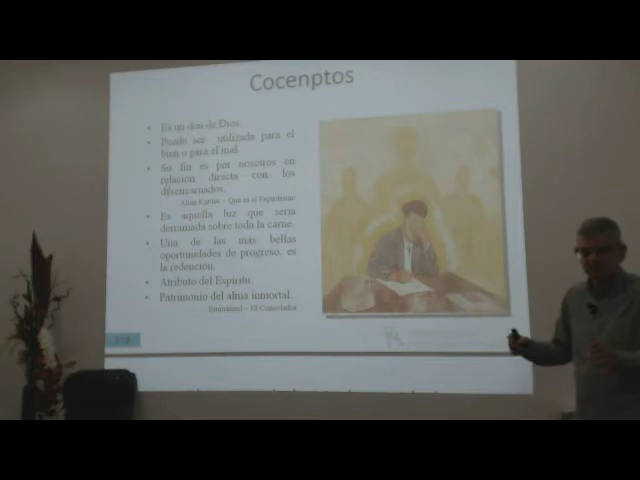 Cocenptos
• Es un don de Dios.
• Puede ser utilizada para el
bien o para el mal.
• Su fin es por nosotros en
relación directa con los
desencarnados.
Allan Kardec – Que es el Espiritismo
• Es aquella luz que seria
derramada sobre toda la carne.
• Una de las más bellas
oportunidades de progreso, es
la redención.
• Atributo del Espíritu.
• Patrimonio del alma inmortal.
Emmanuel – El Consolador